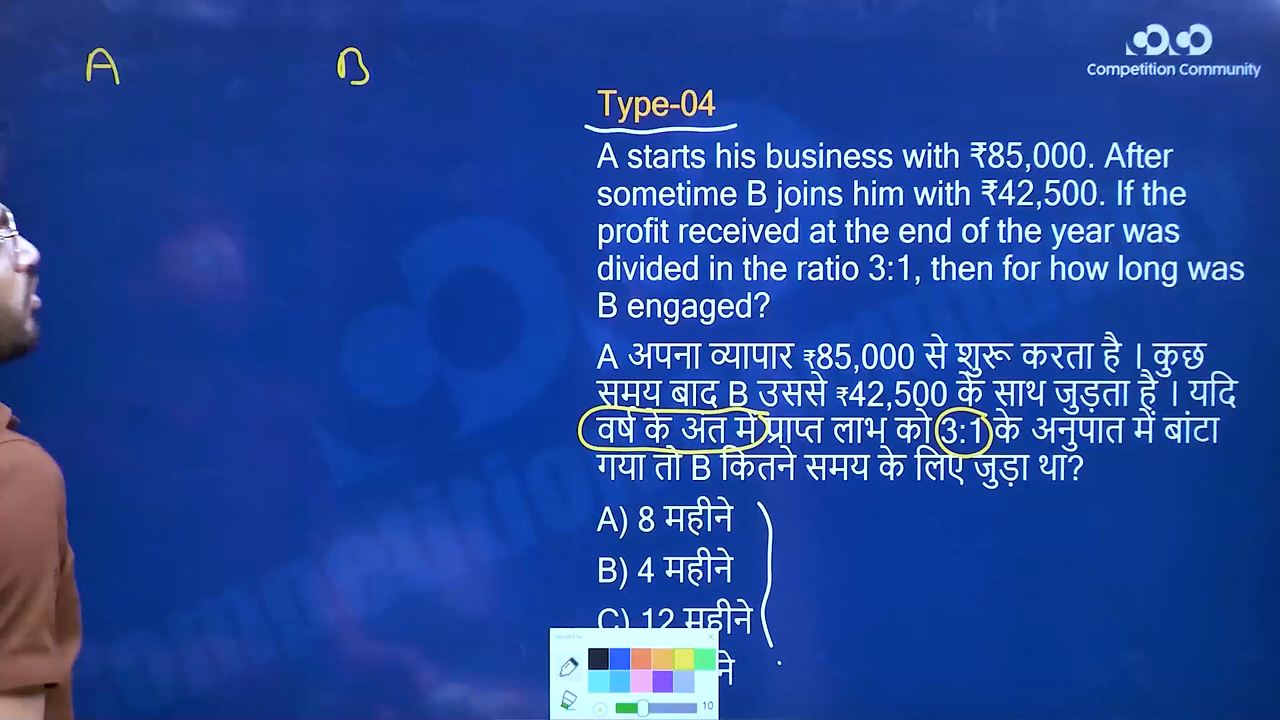 A B
Competition Community
Type-04
A starts his business with ₹85,000. After
sometime B joins him with ₹42,500. If the
profit received at the end of the year was
divided in the ratio 3:1, then for how long was
B engaged?
A अपना व्यापार ₹85,000 से शुरू करता है । कुछ
समय बाद B उससे ₹42,500 के साथ जुड़ता है । यदि
वर्ष के अंत में प्राप्त लाभ को 3:1 के अनुपात में बांटा
गया तो B कितने समय के लिए जुड़ा था?
A) 8 महीने
B) 4 महीने
C) 12 महीने
10